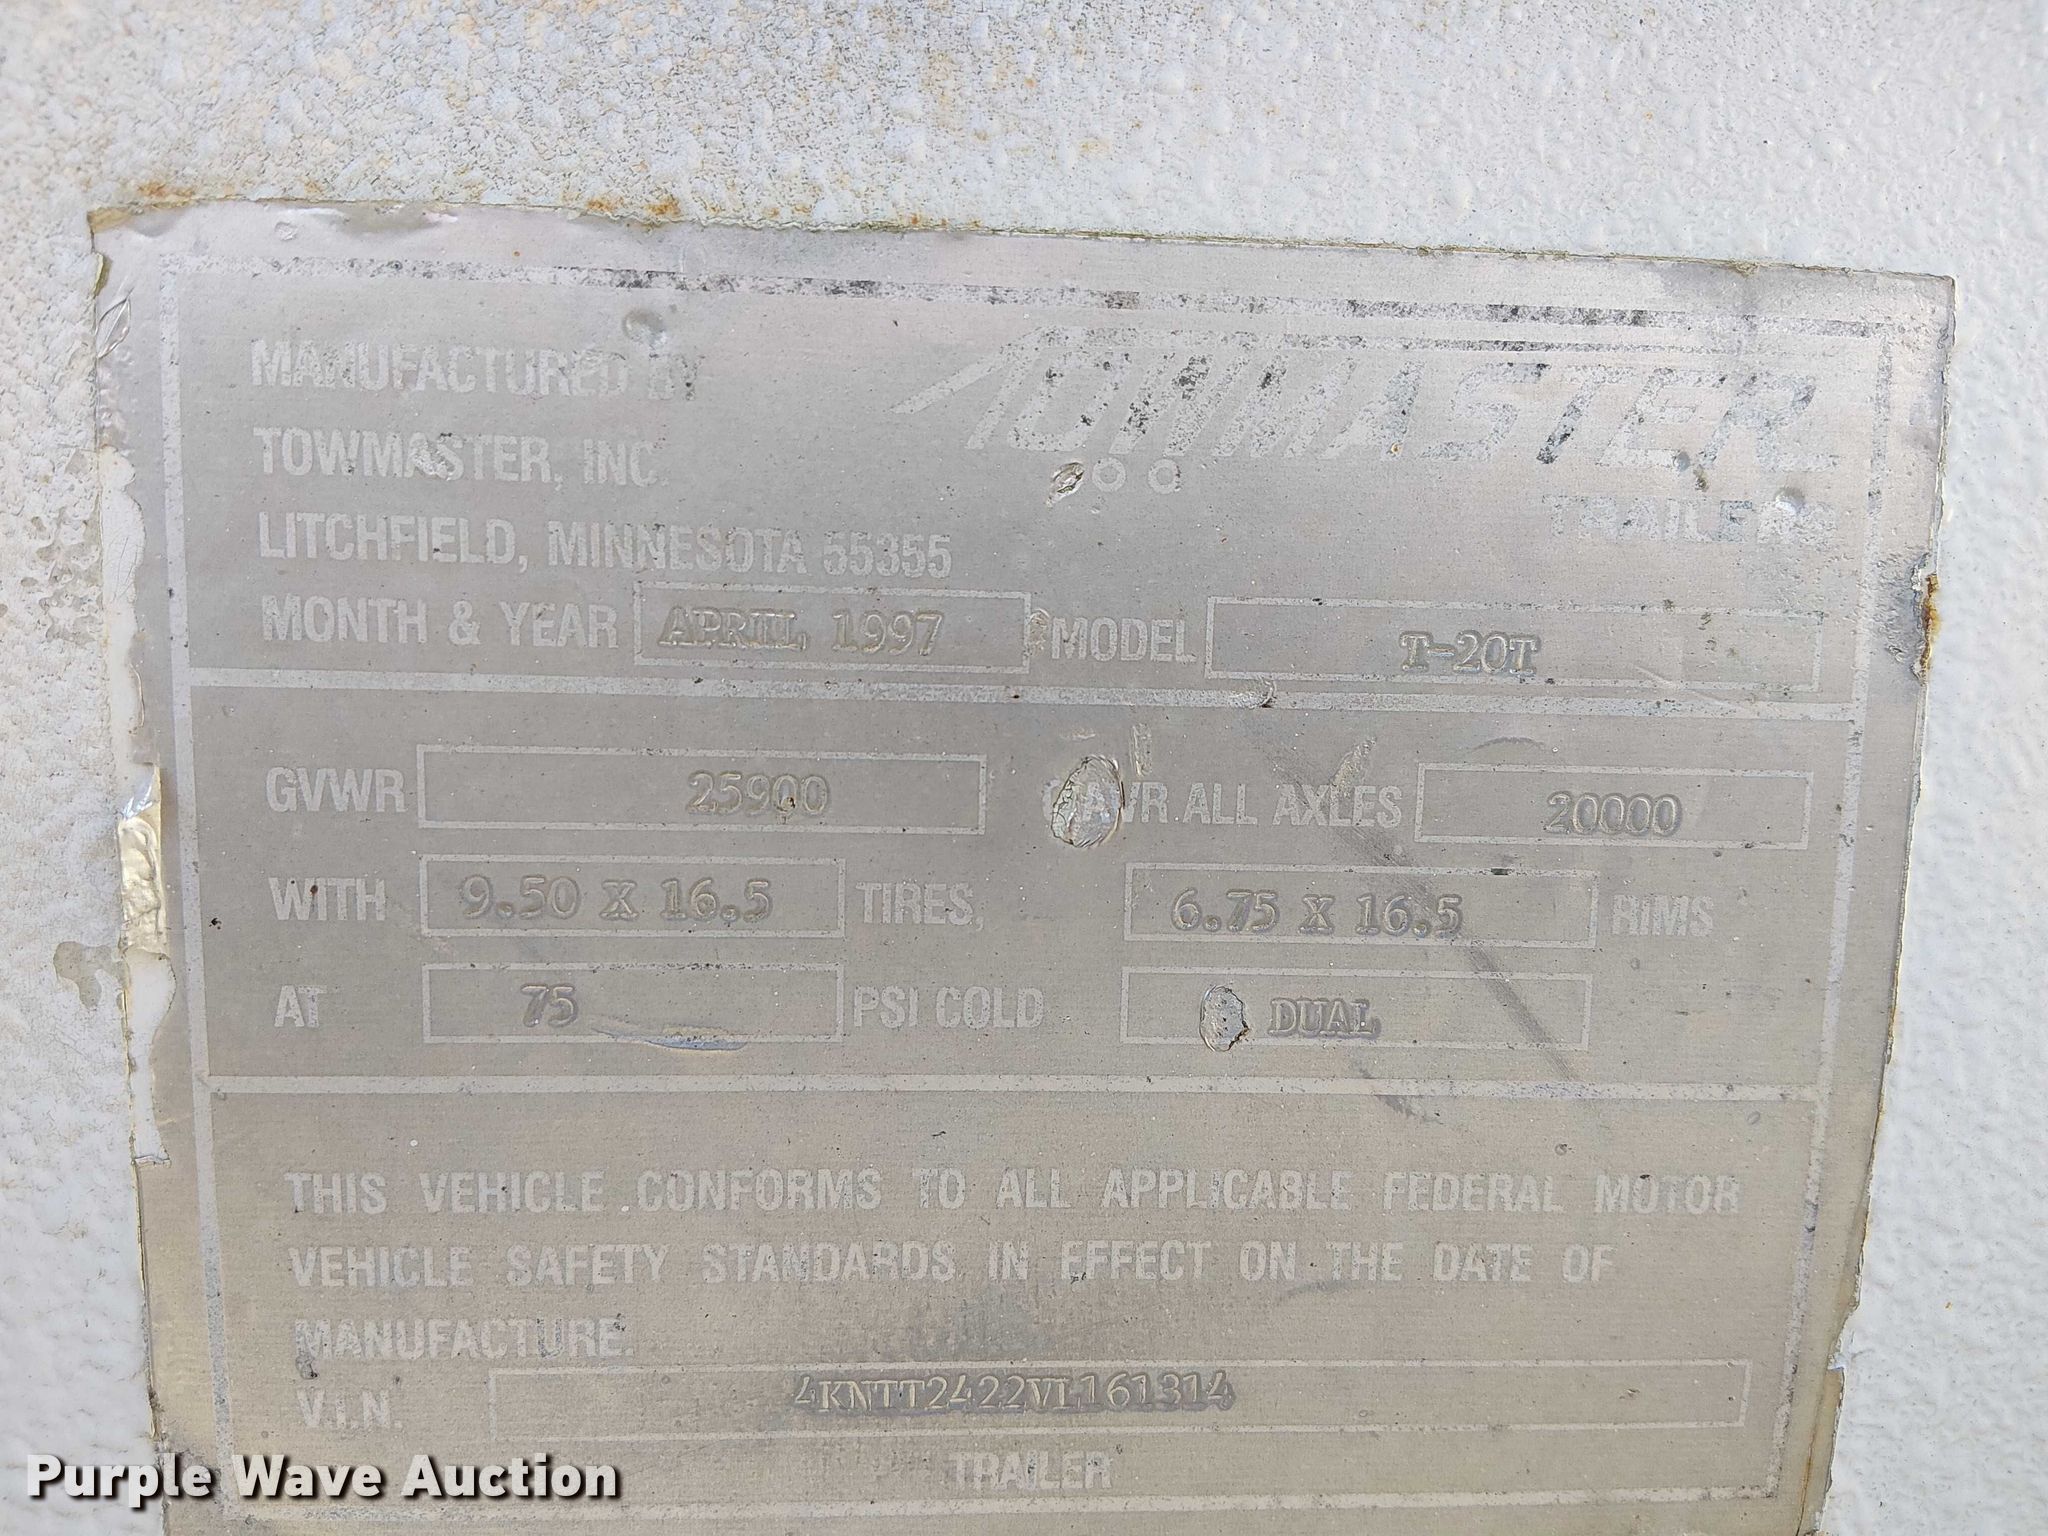 MANUFACTURED BY
TOWMASTER, INC.
LITCHFIELD, MINNESOTA 55355
TOWMASTER
TRAILERS
MONTH & YEAR APRIL 1997 MODEL T-20T
GVWR 25900 GAWR ALL AXLES 20000
WITH 9.50 X 16.5 TIRES, 6.75 X 16.5 RIMS
AT 75 PSI COLD DUAL
THIS VEHICLE CONFORMS TO ALL APPLICABLE FEDERAL MOTOR
VEHICLE SAFETY STANDARDS IN EFFECT ON THE DATE OF
MANUFACTURE.
V.I.N. 4KNTT2422VL161314
TRAILER
Purple Wave Auction